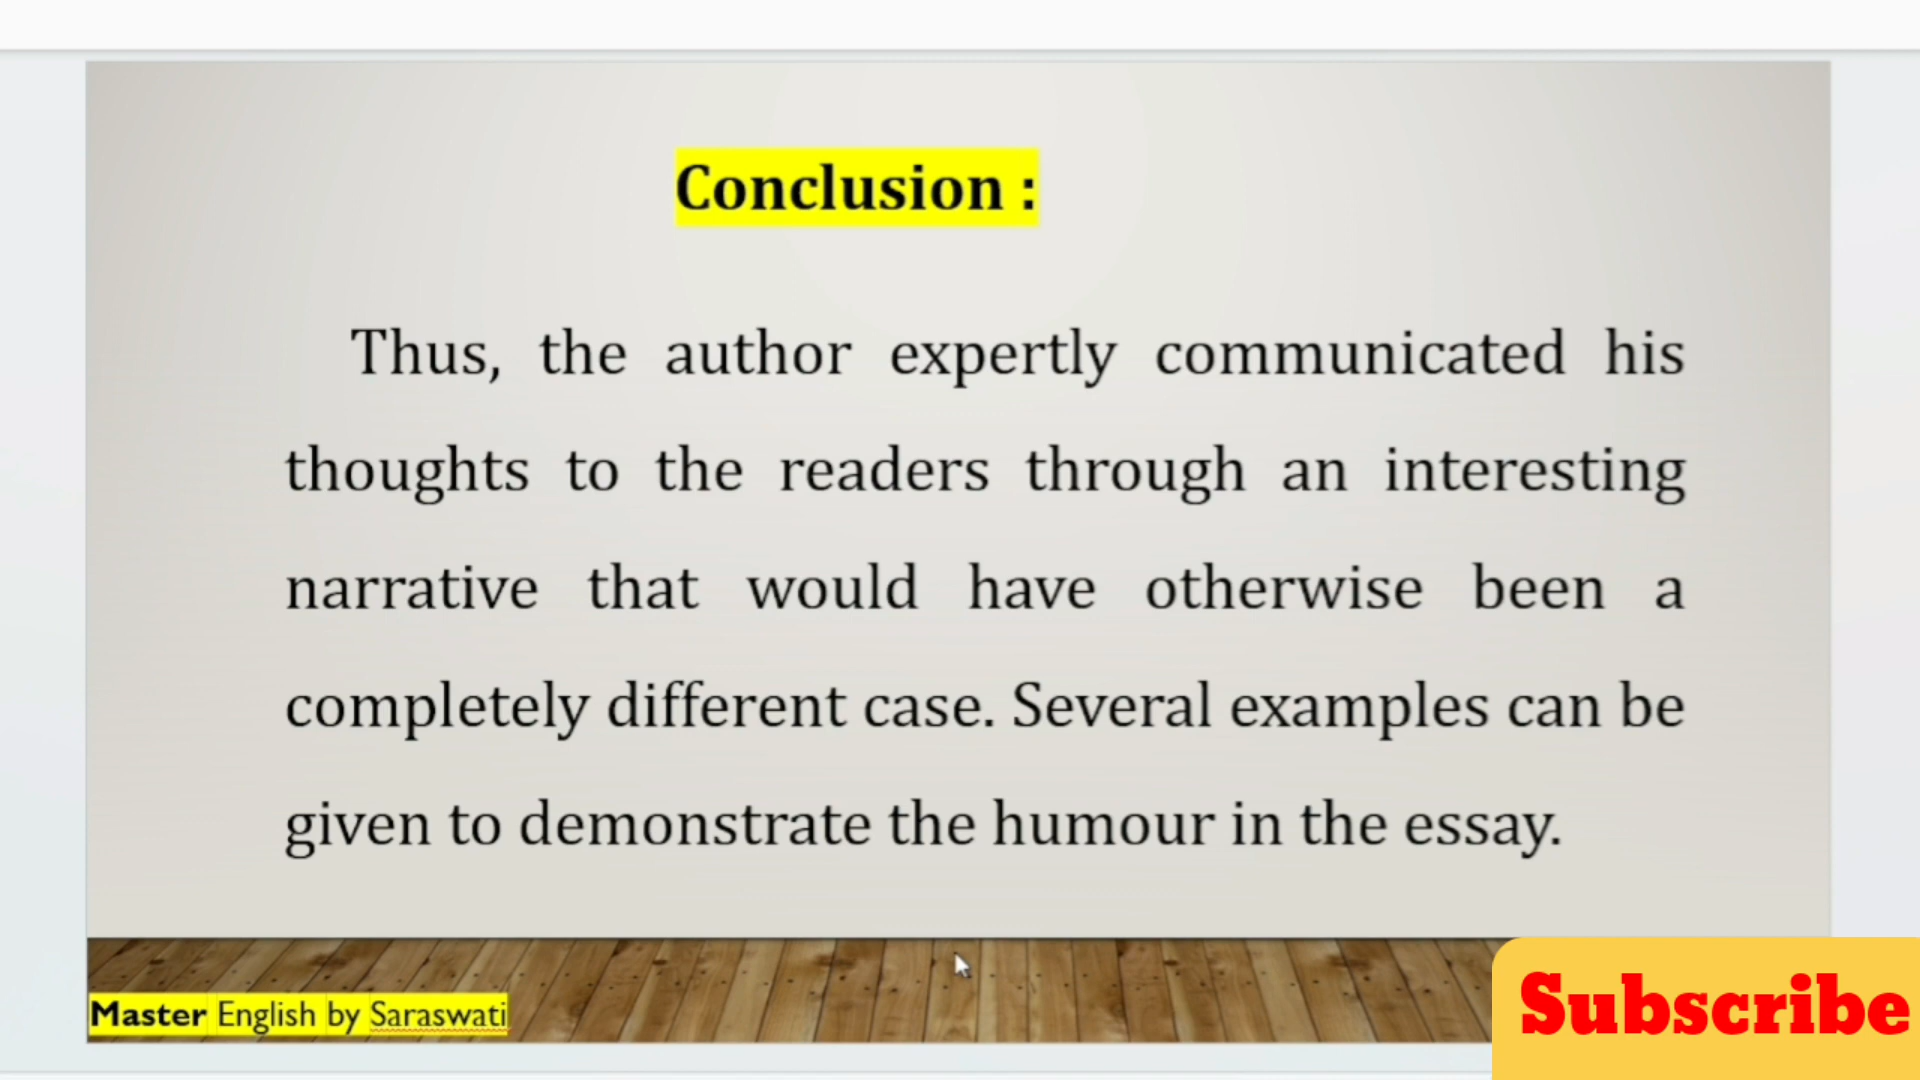 Conclusion :
Thus, the author expertly communicated his
thoughts to the readers through an interesting
narrative that would have otherwise been a
completely different case. Several examples can be
given to demonstrate the humour in the essay.
Master English by Saraswati
Subscribe